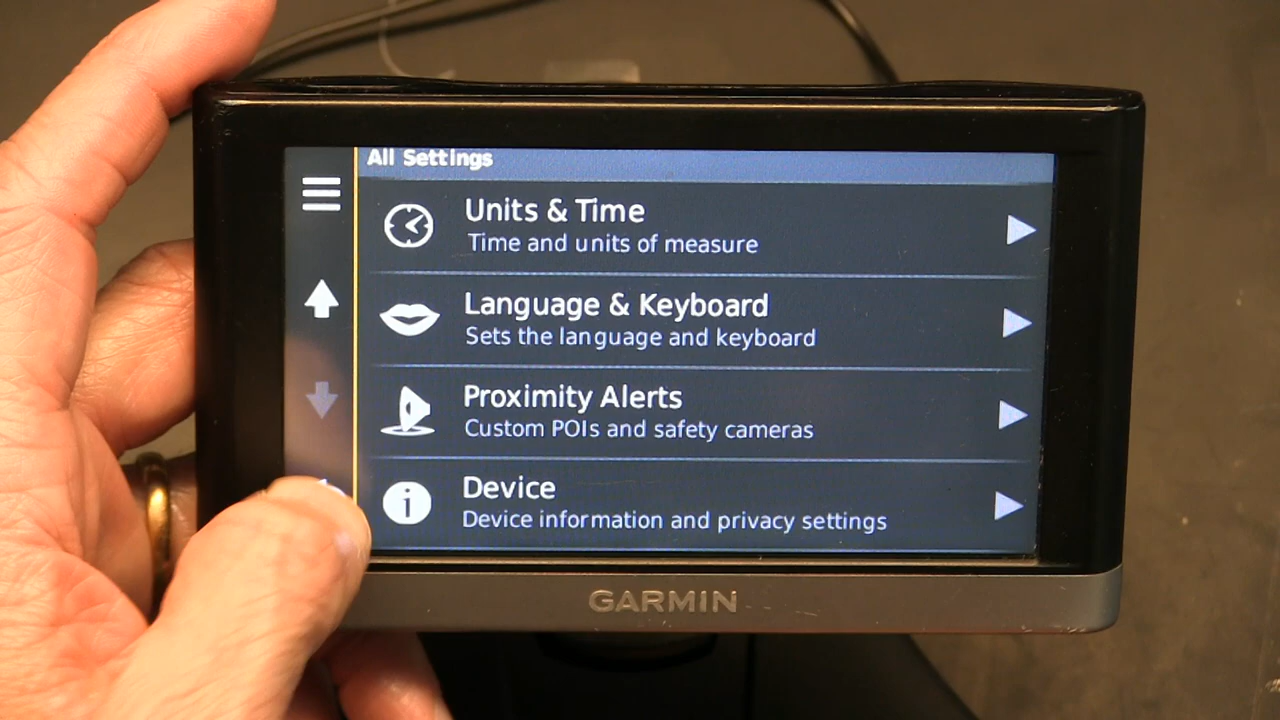 All Settings
Units & Time
Time and units of measure
Language & Keyboard
Sets the language and keyboard
Proximity Alerts
Custom POIs and safety cameras
Device
Device information and privacy settings
GARMIN